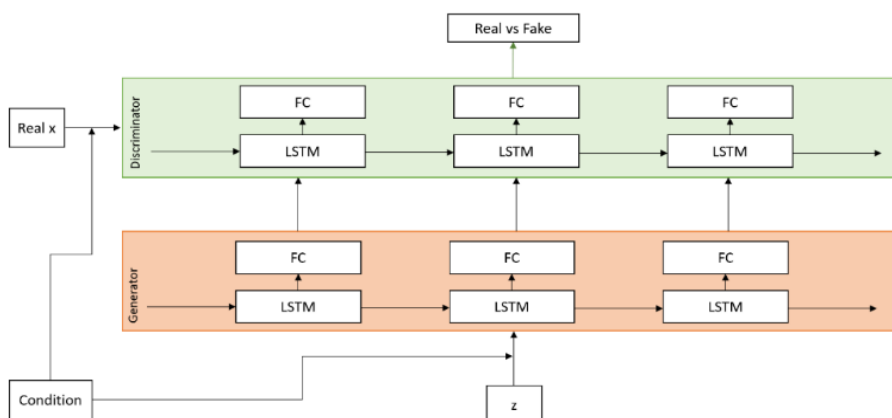 Real vs Fake
Discriminator
FC
FC
FC
Real x
LSTM
LSTM
LSTM
Generator
FC
FC
FC
LSTM
LSTM
LSTM
Condition
z